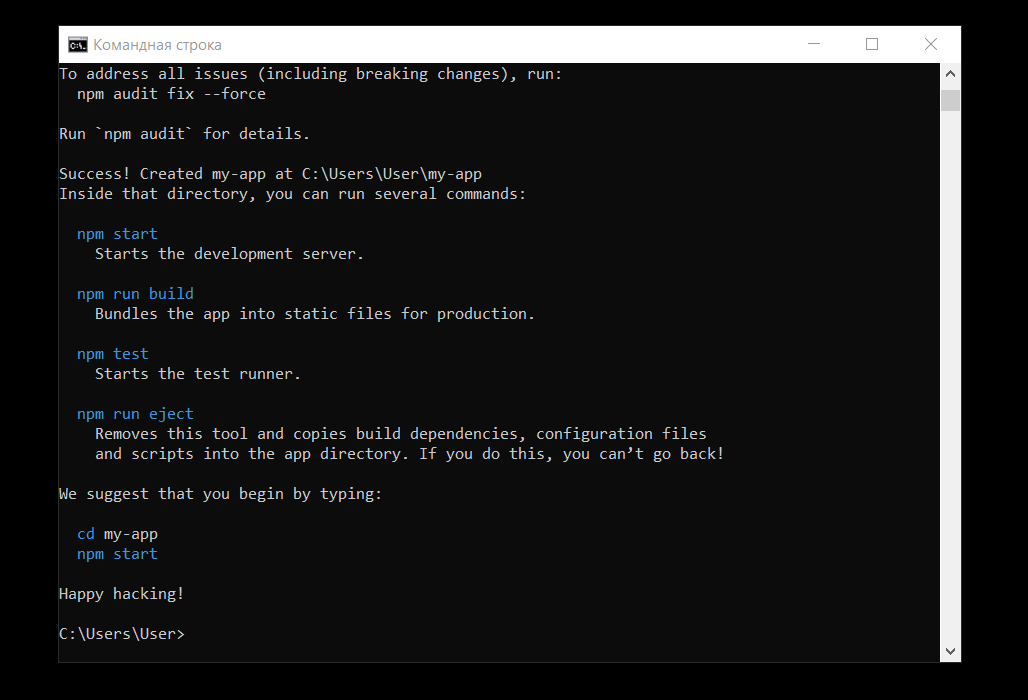 Командная строка
To address all issues (including breaking changes), run:
  npm audit fix --force
Run `npm audit` for details.
Success! Created my-app at C:\Users\User\my-app
Inside that directory, you can run several commands:
  npm start
    Starts the development server.
  npm run build
    Bundles the app into static files for production.
  npm test
    Starts the test runner.
  npm run eject
    Removes this tool and copies build dependencies, configuration files
    and scripts into the app directory. If you do this, you can’t go back!
We suggest that you begin by typing:
  cd my-app
  npm start
Happy hacking!
C:\Users\User>